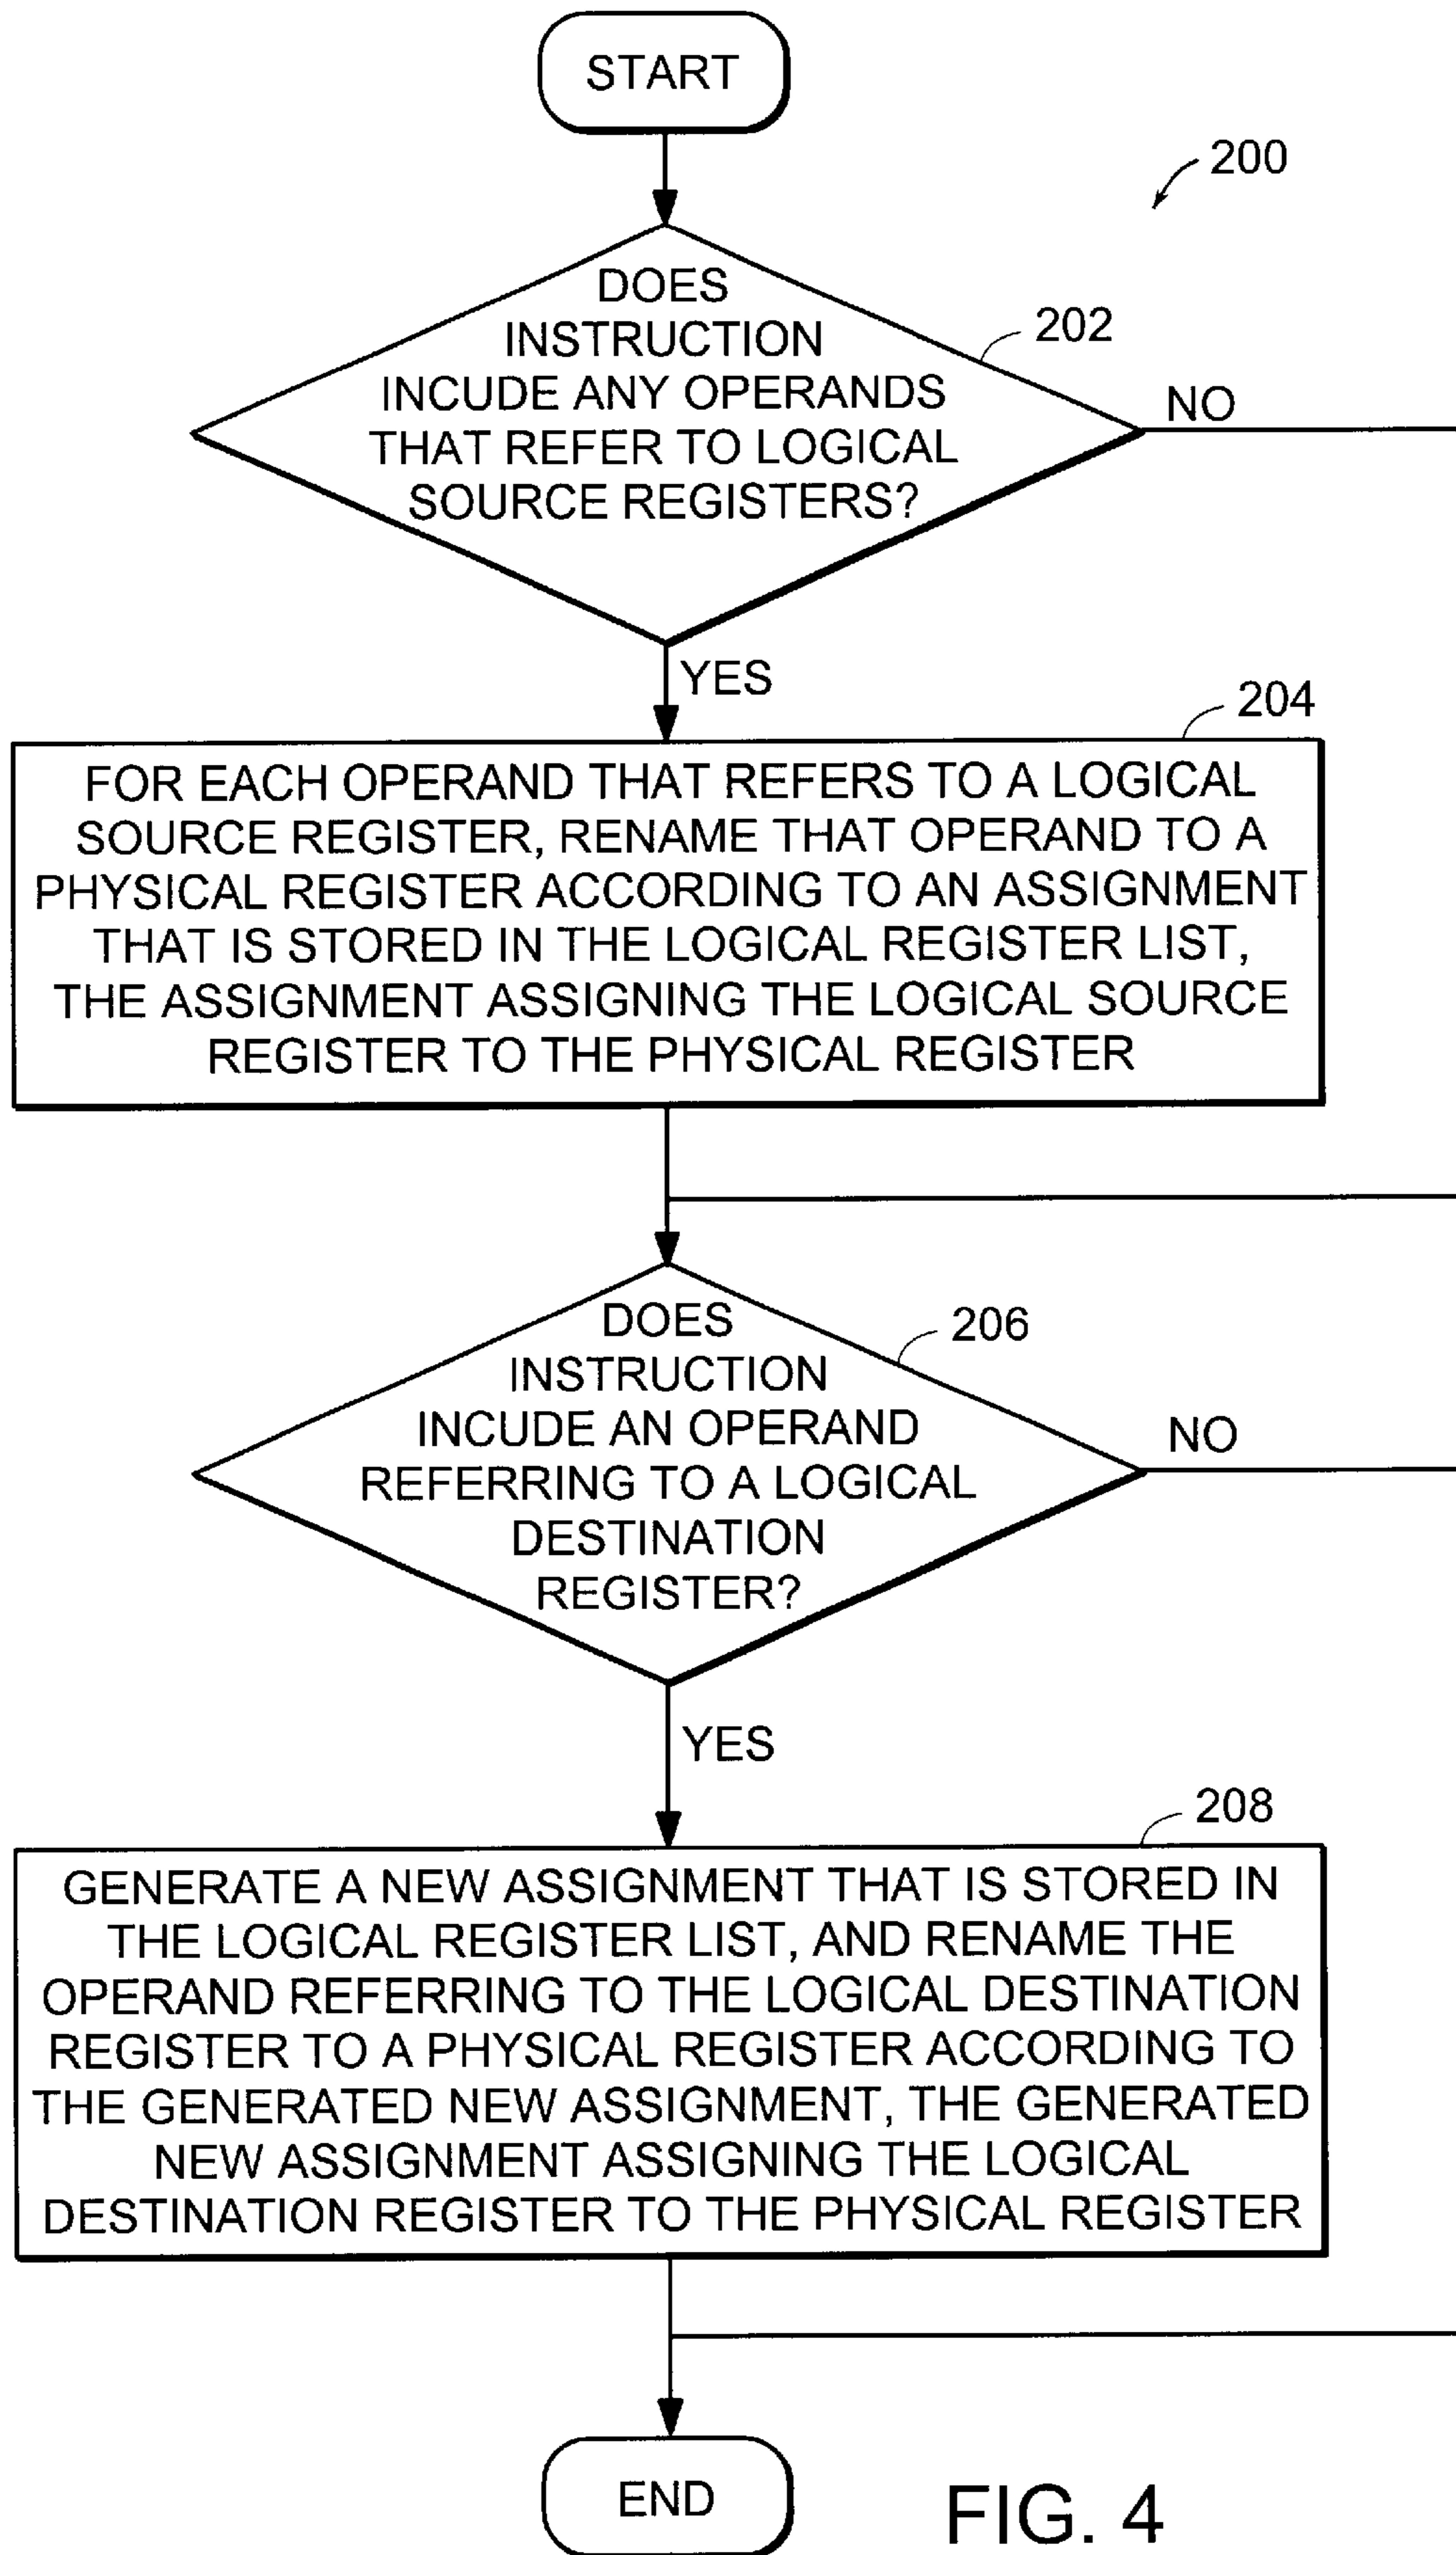 START
200
DOES
INSTRUCTION
INCUDE ANY OPERANDS
THAT REFER TO LOGICAL
SOURCE REGISTERS?
202
NO
YES
204
FOR EACH OPERAND THAT REFERS TO A LOGICAL
SOURCE REGISTER, RENAME THAT OPERAND TO A
PHYSICAL REGISTER ACCORDING TO AN ASSIGNMENT
THAT IS STORED IN THE LOGICAL REGISTER LIST,
THE ASSIGNMENT ASSIGNING THE LOGICAL SOURCE
REGISTER TO THE PHYSICAL REGISTER
DOES
INSTRUCTION
INCUDE AN OPERAND
REFERRING TO A LOGICAL
DESTINATION
REGISTER?
206
NO
YES
208
GENERATE A NEW ASSIGNMENT THAT IS STORED IN
THE LOGICAL REGISTER LIST, AND RENAME THE
OPERAND REFERRING TO THE LOGICAL DESTINATION
REGISTER TO A PHYSICAL REGISTER ACCORDING TO
THE GENERATED NEW ASSIGNMENT, THE GENERATED
NEW ASSIGNMENT ASSIGNING THE LOGICAL
DESTINATION REGISTER TO THE PHYSICAL REGISTER
END
FIG. 4